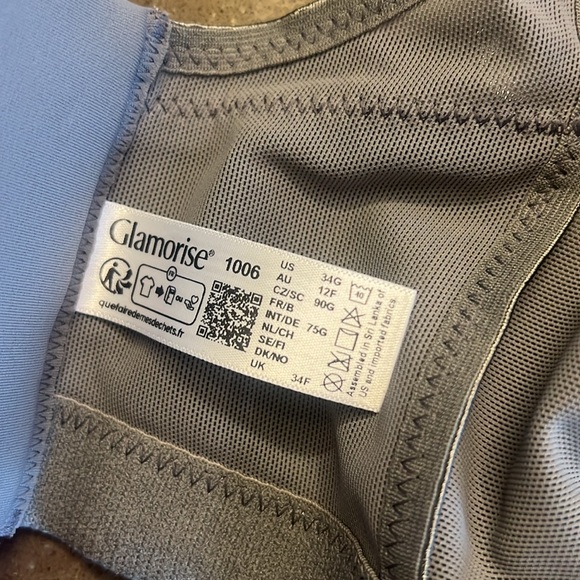 Glamorise® 1006
FR
quefairedemesdechets.fr
US 34G
AU 12F
CZ/SC 90G
FR/B
INT/DE 75G
NL/CH
SE/FI
DK/NO
UK 34F
Assembled in Sri Lanka of
US and imported fabrics.